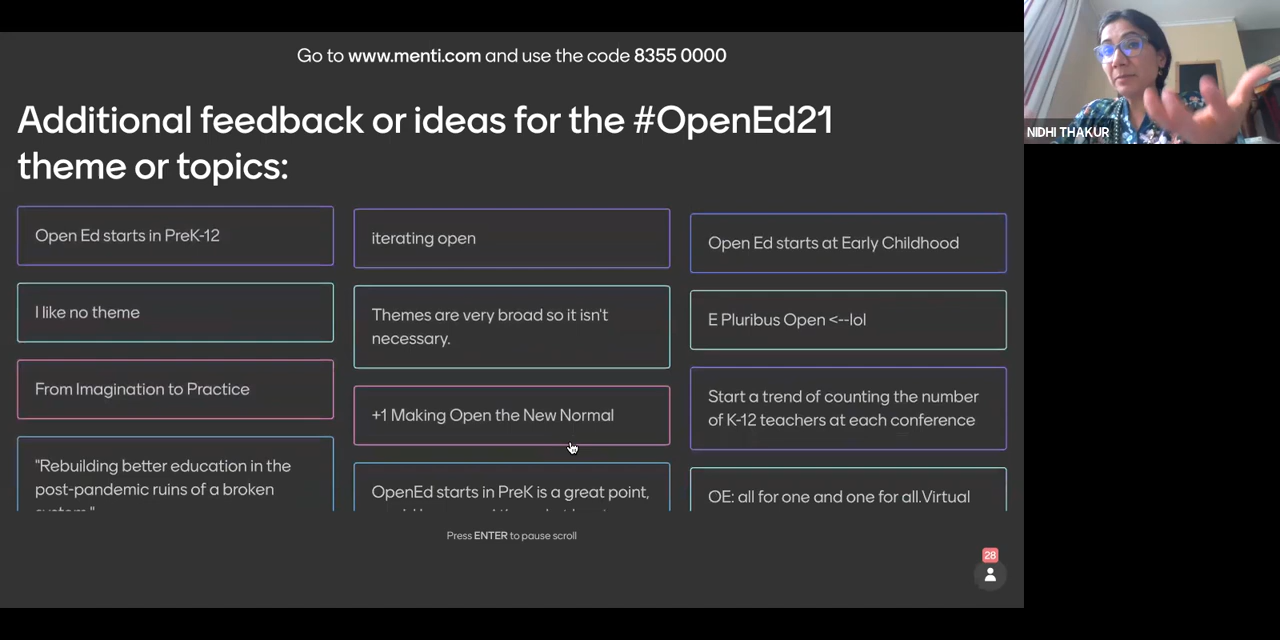 Go to www.menti.com and use the code 8355 0000
Additional feedback or ideas for the #OpenEd21
theme or topics:
Open Ed starts in PreK-12
I like no theme
From Imagination to Practice
"Rebuilding better education in the
post-pandemic ruins of a broken
system."
iterating open
Themes are very broad so it isn't
necessary.
+1 Making Open the New Normal
OpenEd starts in PreK is a great point,
Open Ed starts at Early Childhood
E Pluribus Open <--lol
Start a trend of counting the number
of K-12 teachers at each conference
OE: all for one and one for all.Virtual
Press ENTER to pause scroll
28
NIDHI THAKUR